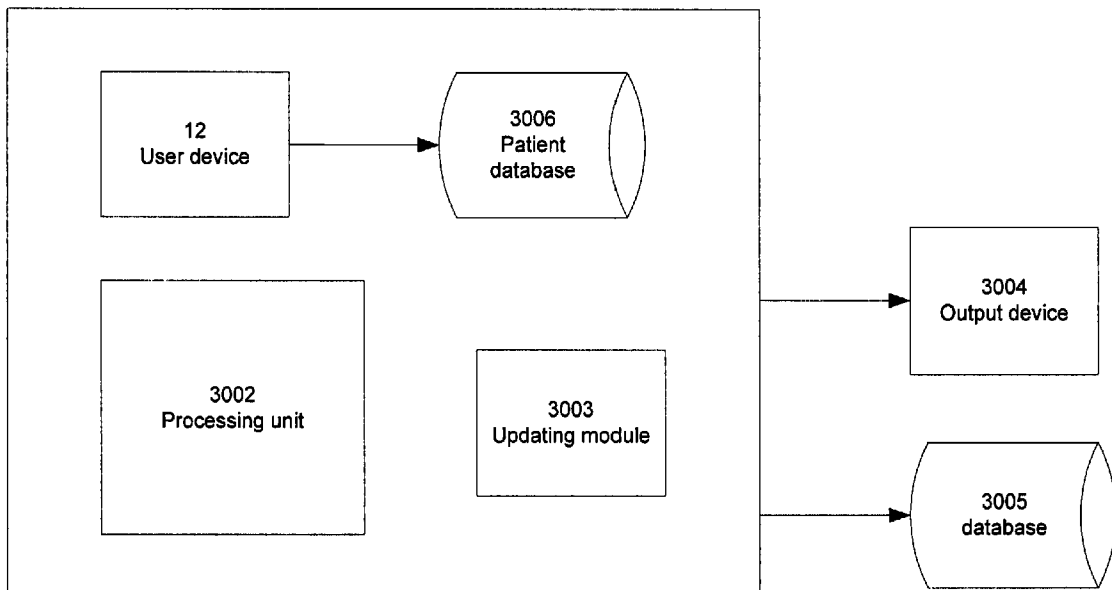 12
User device
3006
Patient
database
3004
Output device
3002
Processing unit
3003
Updating module
3005
database